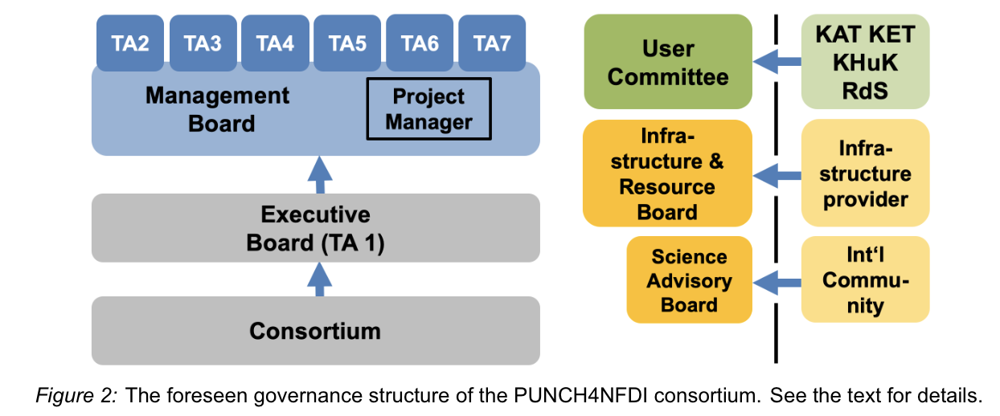 TA2 TA3 TA4 TA5 TA6 TA7
Management
Board
Project
Manager
Executive
Board (TA 1)
Consortium
User
Committee
KAT KET
KHuK
RdS
Infra-
structure &
Resource
Board
Infra-
structure
provider
Science
Advisory
Board
Int‘l
Commu-
nity
Figure 2: The foreseen governance structure of the PUNCH4NFDI consortium. See the text for details.